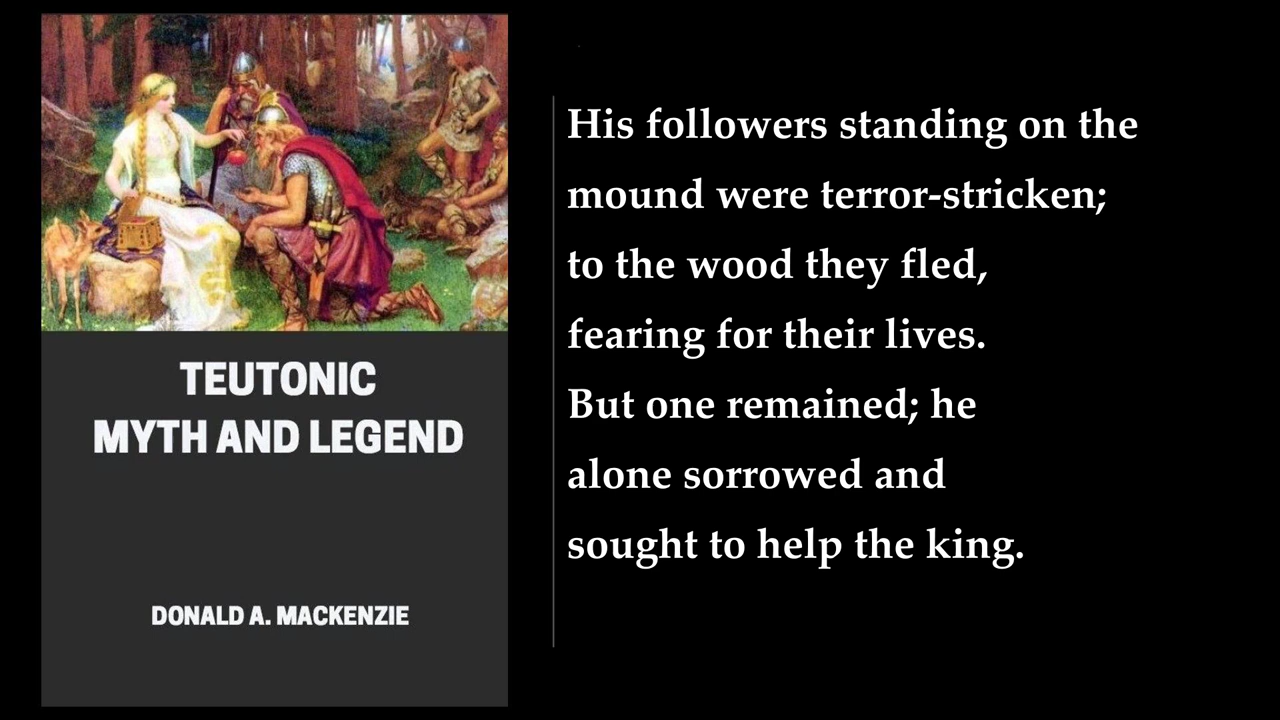 TEUTONIC
MYTH AND LEGEND
DONALD A. MACKENZIE
His followers standing on the
mound were terror-stricken;
to the wood they fled,
fearing for their lives.
But one remained; he
alone sorrowed and
sought to help the king.